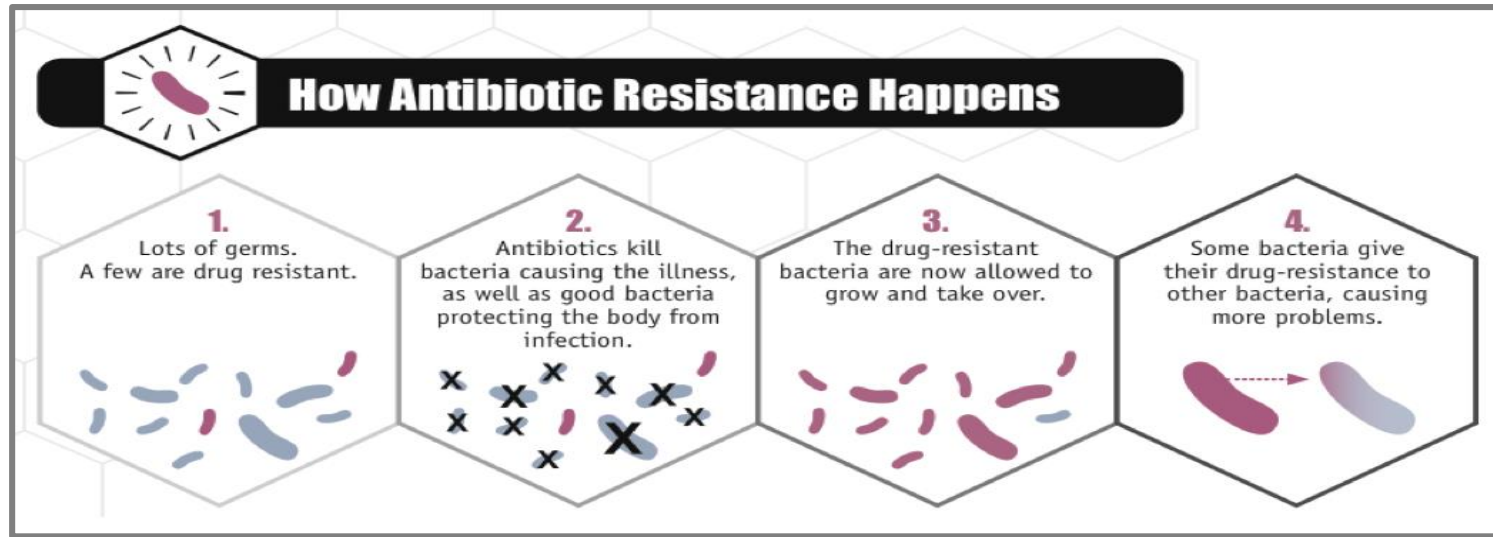 How Antibiotic Resistance Happens
1.
Lots of germs.
A few are drug resistant.
2.
Antibiotics kill
bacteria causing the illness,
as well as good bacteria
protecting the body from
infection.
X X X X X X X X X X
3.
The drug-resistant
bacteria are now allowed to
grow and take over.
4.
Some bacteria give
their drug-resistance to
other bacteria, causing
more problems.